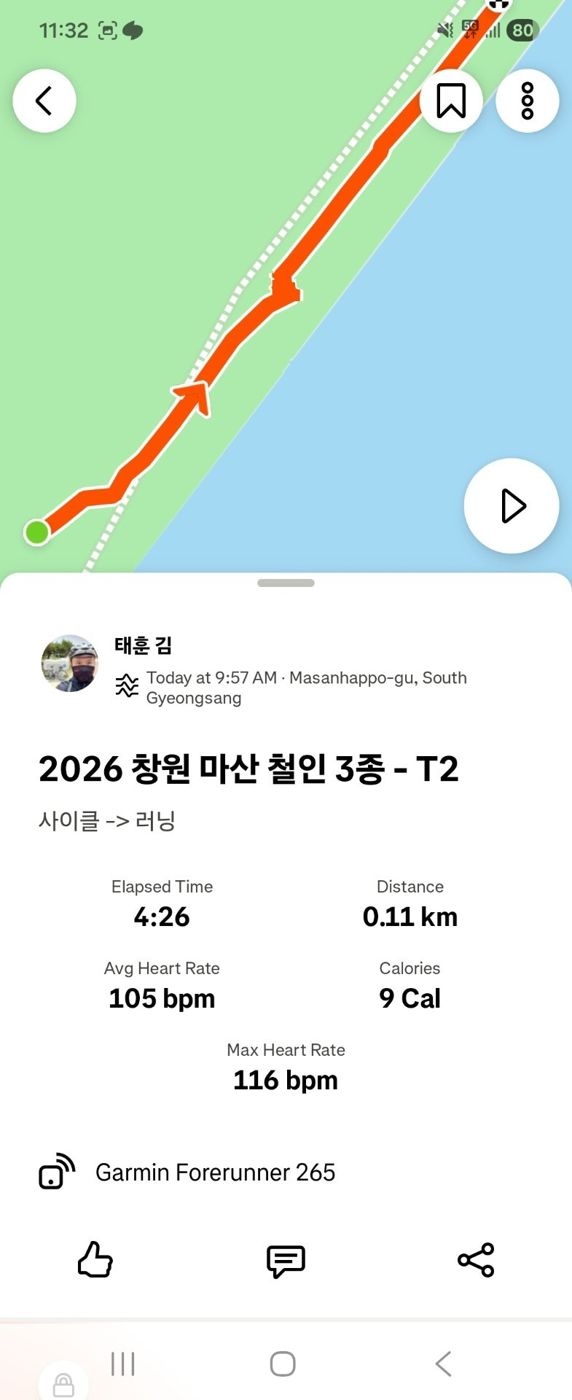 11:32
5G
80
태훈 김
Today at 9:57 AM · Masanhappo-gu, South
Gyeongsang
2026 창원 마산 철인 3종 - T2
사이클 -> 러닝
Elapsed Time
Distance
4:26
0.11 km
Avg Heart Rate
Calories
105 bpm
9 Cal
Max Heart Rate
116 bpm
Garmin Forerunner 265